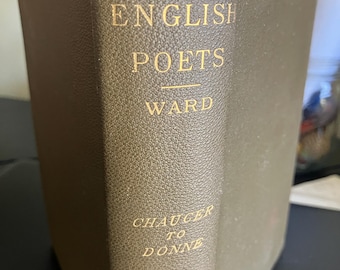 ENGLISH
POETS
WARD
CHAUCER
TO
DONNE